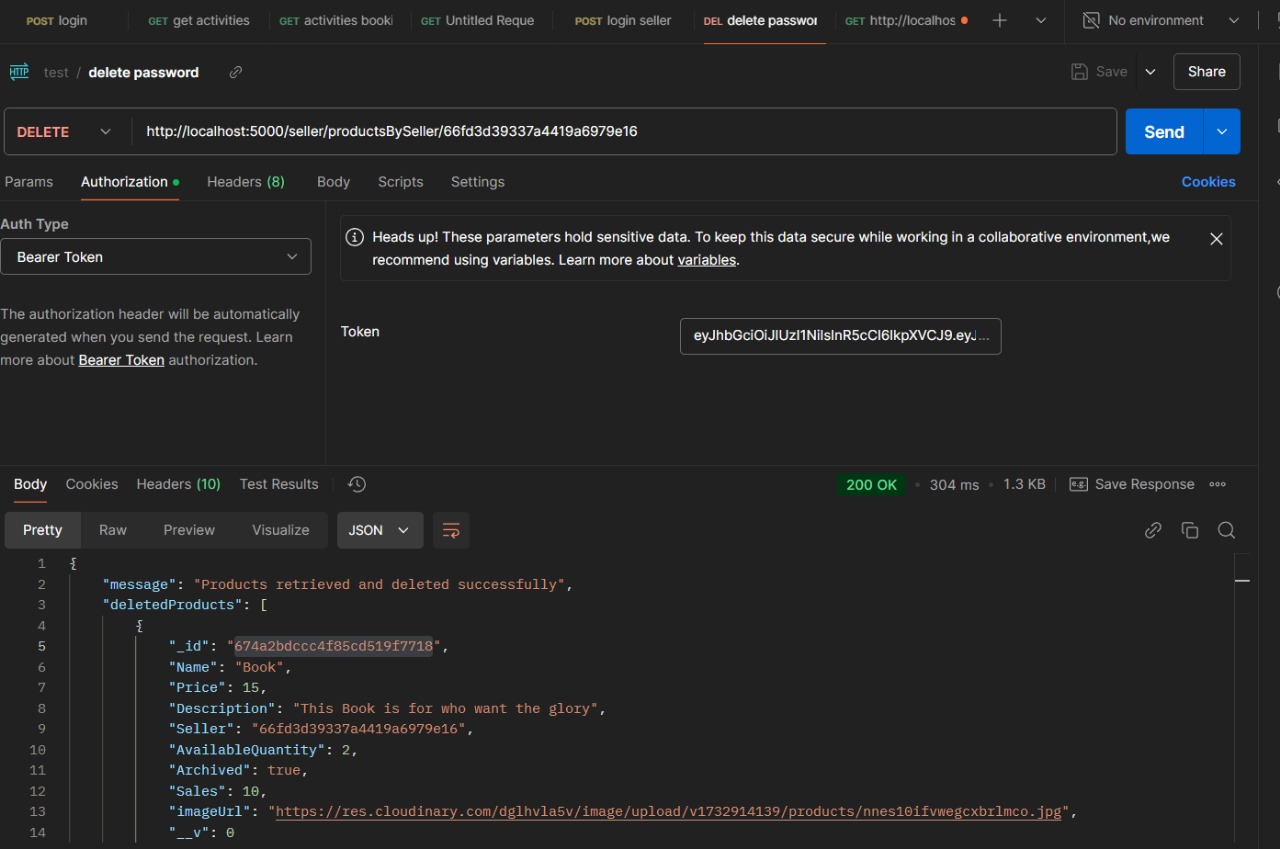 POST login GET get activities GET activities booki GET Untitled Reque POST login seller DEL delete passwor GET http://localhos No environment
HTTP test / delete password Save Share
DELETE http://localhost:5000/seller/productsBySeller/66fd3d39337a4419a6979e16 Send
Params Authorization Headers (8) Body Scripts Settings Cookies
Auth Type
Bearer Token
The authorization header will be automatically
generated when you send the request. Learn
more about Bearer Token authorization.
Heads up! These parameters hold sensitive data. To keep this data secure while working in a collaborative environment,we
recommend using variables. Learn more about variables.
Token eyJhbGciOiJIUzI1NiIsInR5cCI6IkpXVCJ9.eyJ...
Body Cookies Headers (10) Test Results 200 OK 304 ms 1.3 KB e.g. Save Response
Pretty Raw Preview Visualize JSON
1 {
2 "message": "Products retrieved and deleted successfully",
3 "deletedProducts": [
4 {
5 "_id": "674a2bdccc4f85cd519f7718",
6 "Name": "Book",
7 "Price": 15,
8 "Description": "This Book is for who want the glory",
9 "Seller": "66fd3d39337a4419a6979e16",
10 "AvailableQuantity": 2,
11 "Archived": true,
12 "Sales": 10,
13 "imageUrl": "https://res.cloudinary.com/dglhvla5v/image/upload/v1732914139/products/nnes10ifvwegcxbrlmco.jpg",
14 "__v": 0